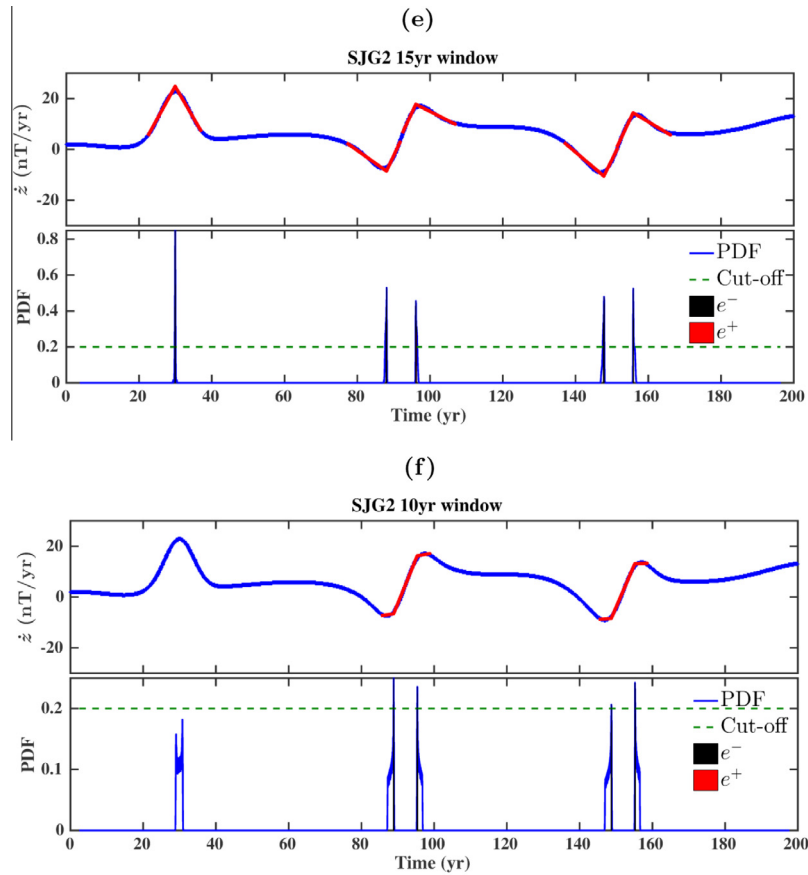 (e)
SJG2 15yr window
ż (nT/yr)
20
0
-20
PDF
0.8
0.6
0.4
0.2
0
PDF
Cut-off
e⁻
e⁺
0 20 40 60 80 100 120 140 160 180 200
Time (yr)
(f)
SJG2 10yr window
ż (nT/yr)
20
0
-20
PDF
0.2
0.1
0
PDF
Cut-off
e⁻
e⁺
0 20 40 60 80 100 120 140 160 180 200
Time (yr)